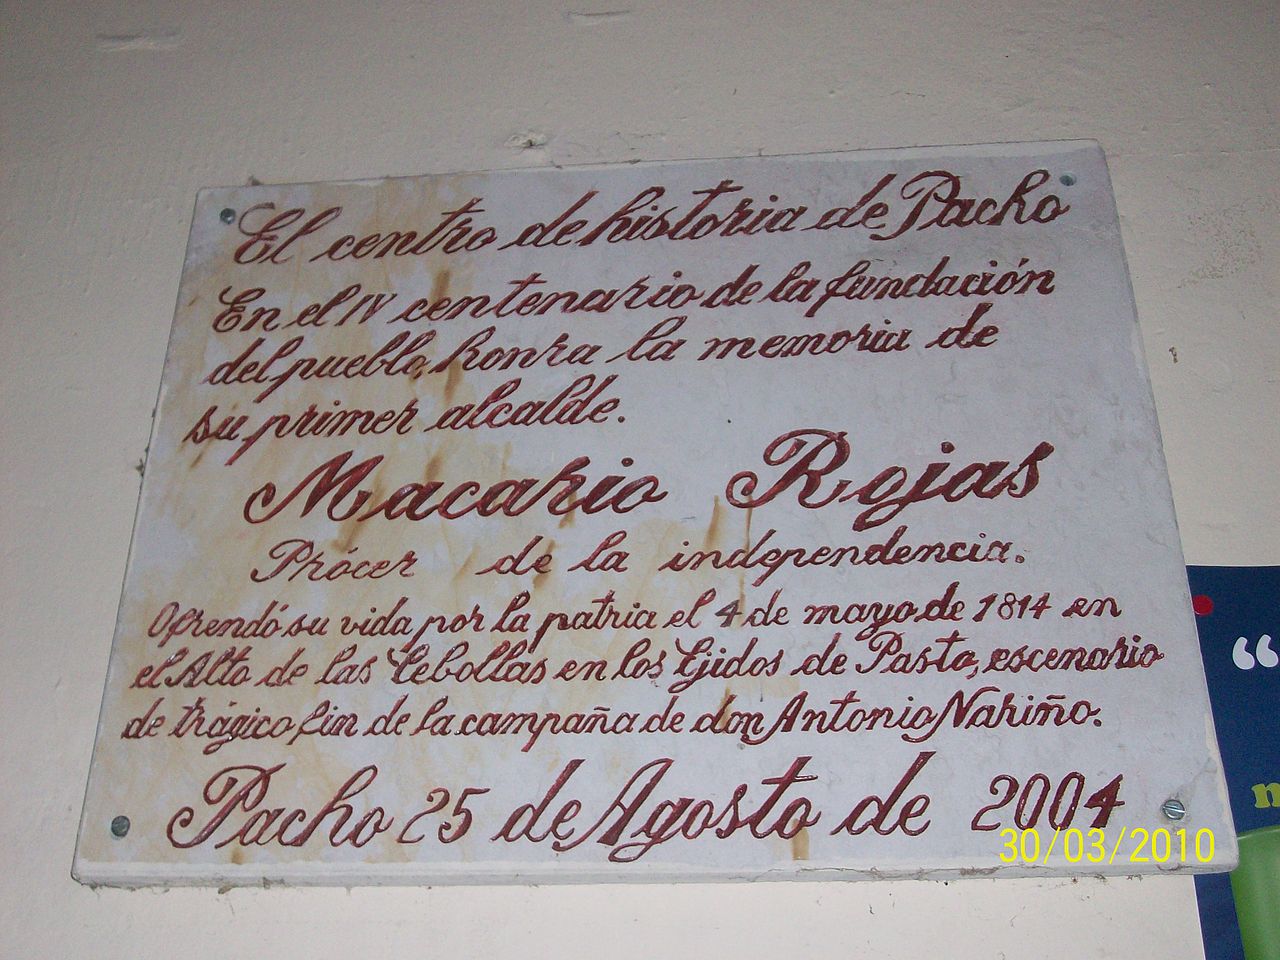 El centro de historia de Pacho
En el IV centenario de la fundación
del pueblo, honra la memoria de
su primer alcalde.
Macario Rojas
Prócer de la independencia.
Ofrendó su vida por la patria el 4 de mayo de 1814 en
el Alto de las Cebollas en los Ejidos de Pasto, escenario
de trágico fin de la campaña de don Antonio Nariño.
Pacho 25 de Agosto de 2004
30/03/2010
“
n